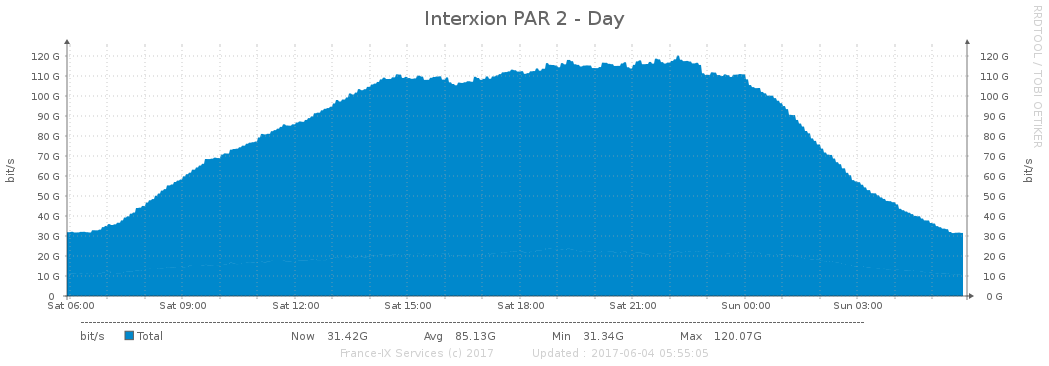 Interxion PAR 2 - Day
RRDTOOL / TOBI OETIKER
bit/s
120 G
110 G
100 G
90 G
80 G
70 G
60 G
50 G
40 G
30 G
20 G
10 G
0
120 G
110 G
100 G
90 G
80 G
70 G
60 G
50 G
40 G
30 G
20 G
10 G
0 G
bit/s
Sat 06:00 Sat 09:00 Sat 12:00 Sat 15:00 Sat 18:00 Sat 21:00 Sun 00:00 Sun 03:00
bit/s Total Now 31.42G Avg 85.13G Min 31.34G Max 120.07G
France-IX Services (c) 2017 Updated : 2017-06-04 05:55:05